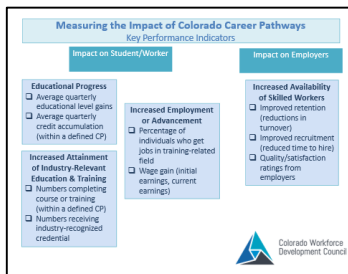 Measuring the Impact of Colorado Career Pathways
Key Performance Indicators
Impact on Student/Worker
Impact on Employers
Educational Progress
❑ Average quarterly
educational level gains
❑ Average quarterly
credit accumulation
(within a defined CP)
Increased Attainment
of Industry-Relevant
Education & Training
❑ Numbers completing
course or training
(within a defined CP)
❑ Numbers receiving
industry-recognized
credential
Increased Employment
or Advancement
❑ Percentage of
individuals who get
jobs in training-related
field
❑ Wage gain (initial
earnings, current
earnings)
Increased Availability
of Skilled Workers
❑ Improved retention
(reductions in
turnover)
❑ Improved recruitment
(reduced time to hire)
❑ Quality/satisfaction
ratings from
employers
Colorado Workforce
Development Council